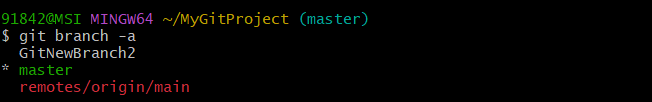 91842@MSI MINGW64 ~/MyGitProject (master)
$ git branch -a
  GitNewBranch2
* master
  remotes/origin/main